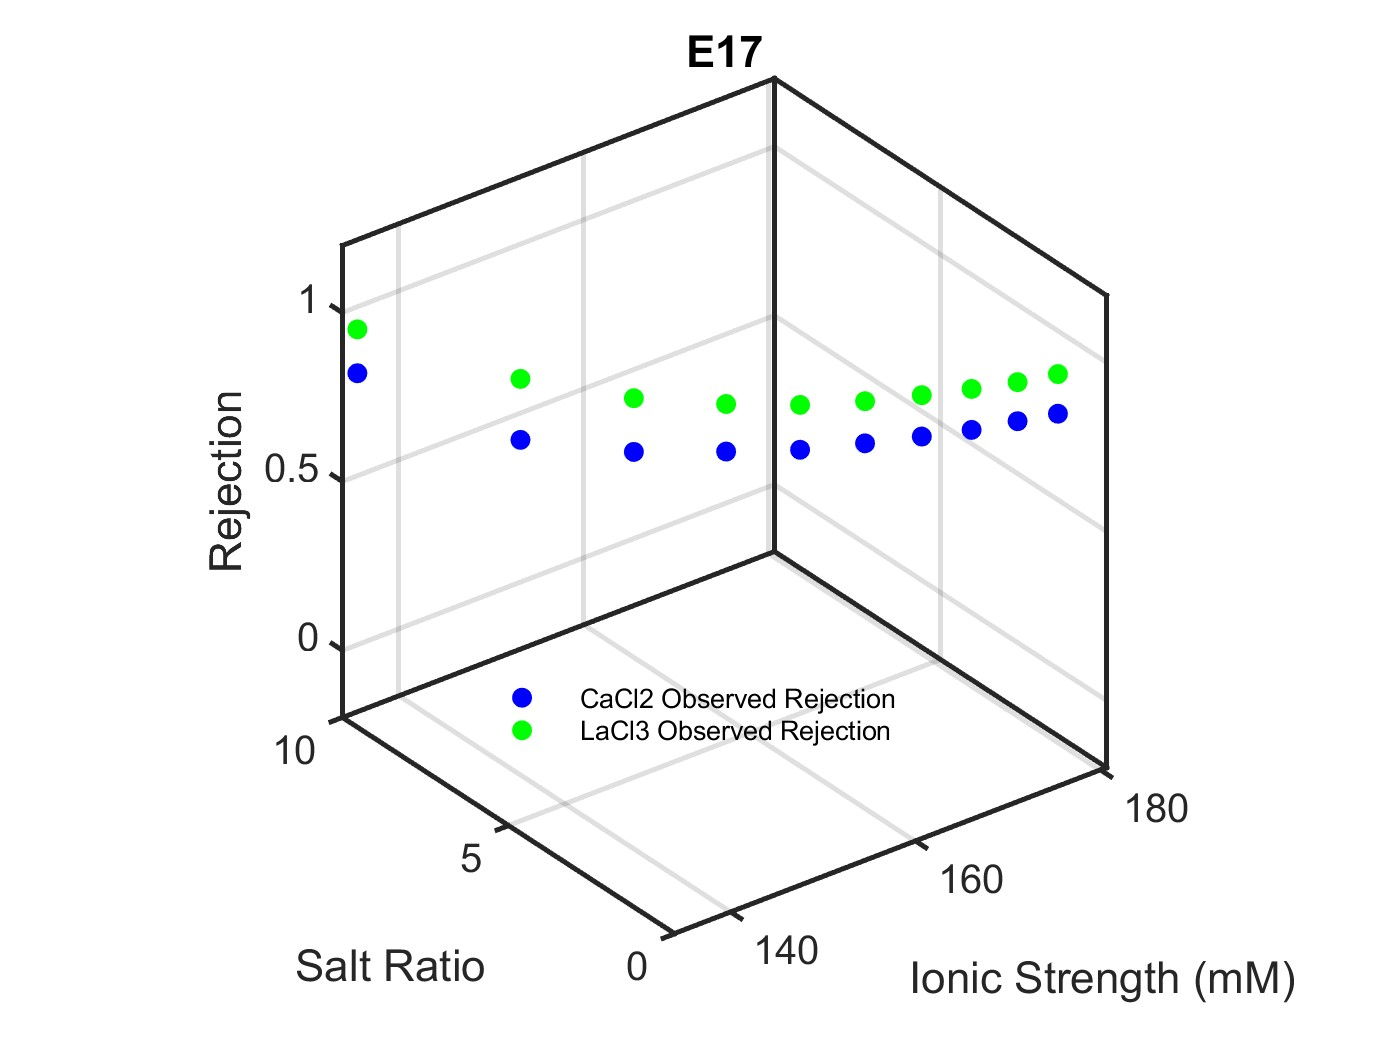 E17
1
0.5
0
Rejection
CaCl2 Observed Rejection
LaCl3 Observed Rejection
10
5
0
Salt Ratio
140
160
180
Ionic Strength (mM)